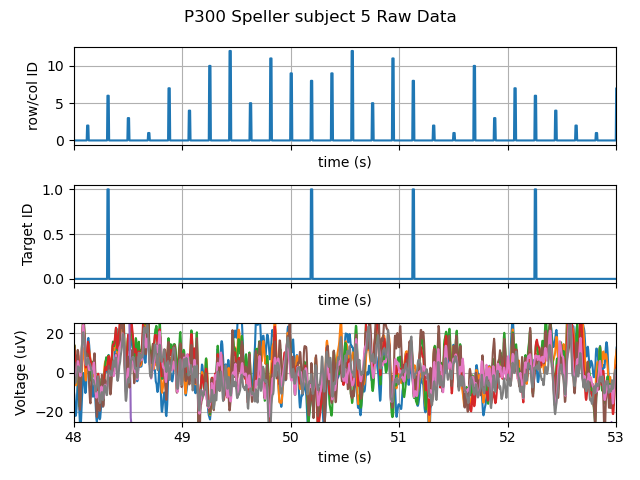 P300 Speller subject 5 Raw Data
row/col ID
10
5
0
time (s)
Target ID
1.0
0.5
0.0
time (s)
Voltage (uV)
20
0
−20
48 49 50 51 52 53
time (s)